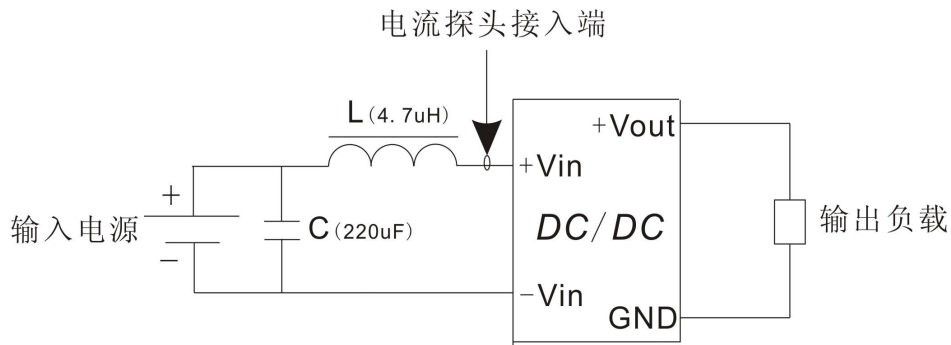 电流探头接入端
L(4.7uH)
+Vout
+Vin
+
输入电源
C(220uF)
DC/DC
输出负载
−
−Vin
GND